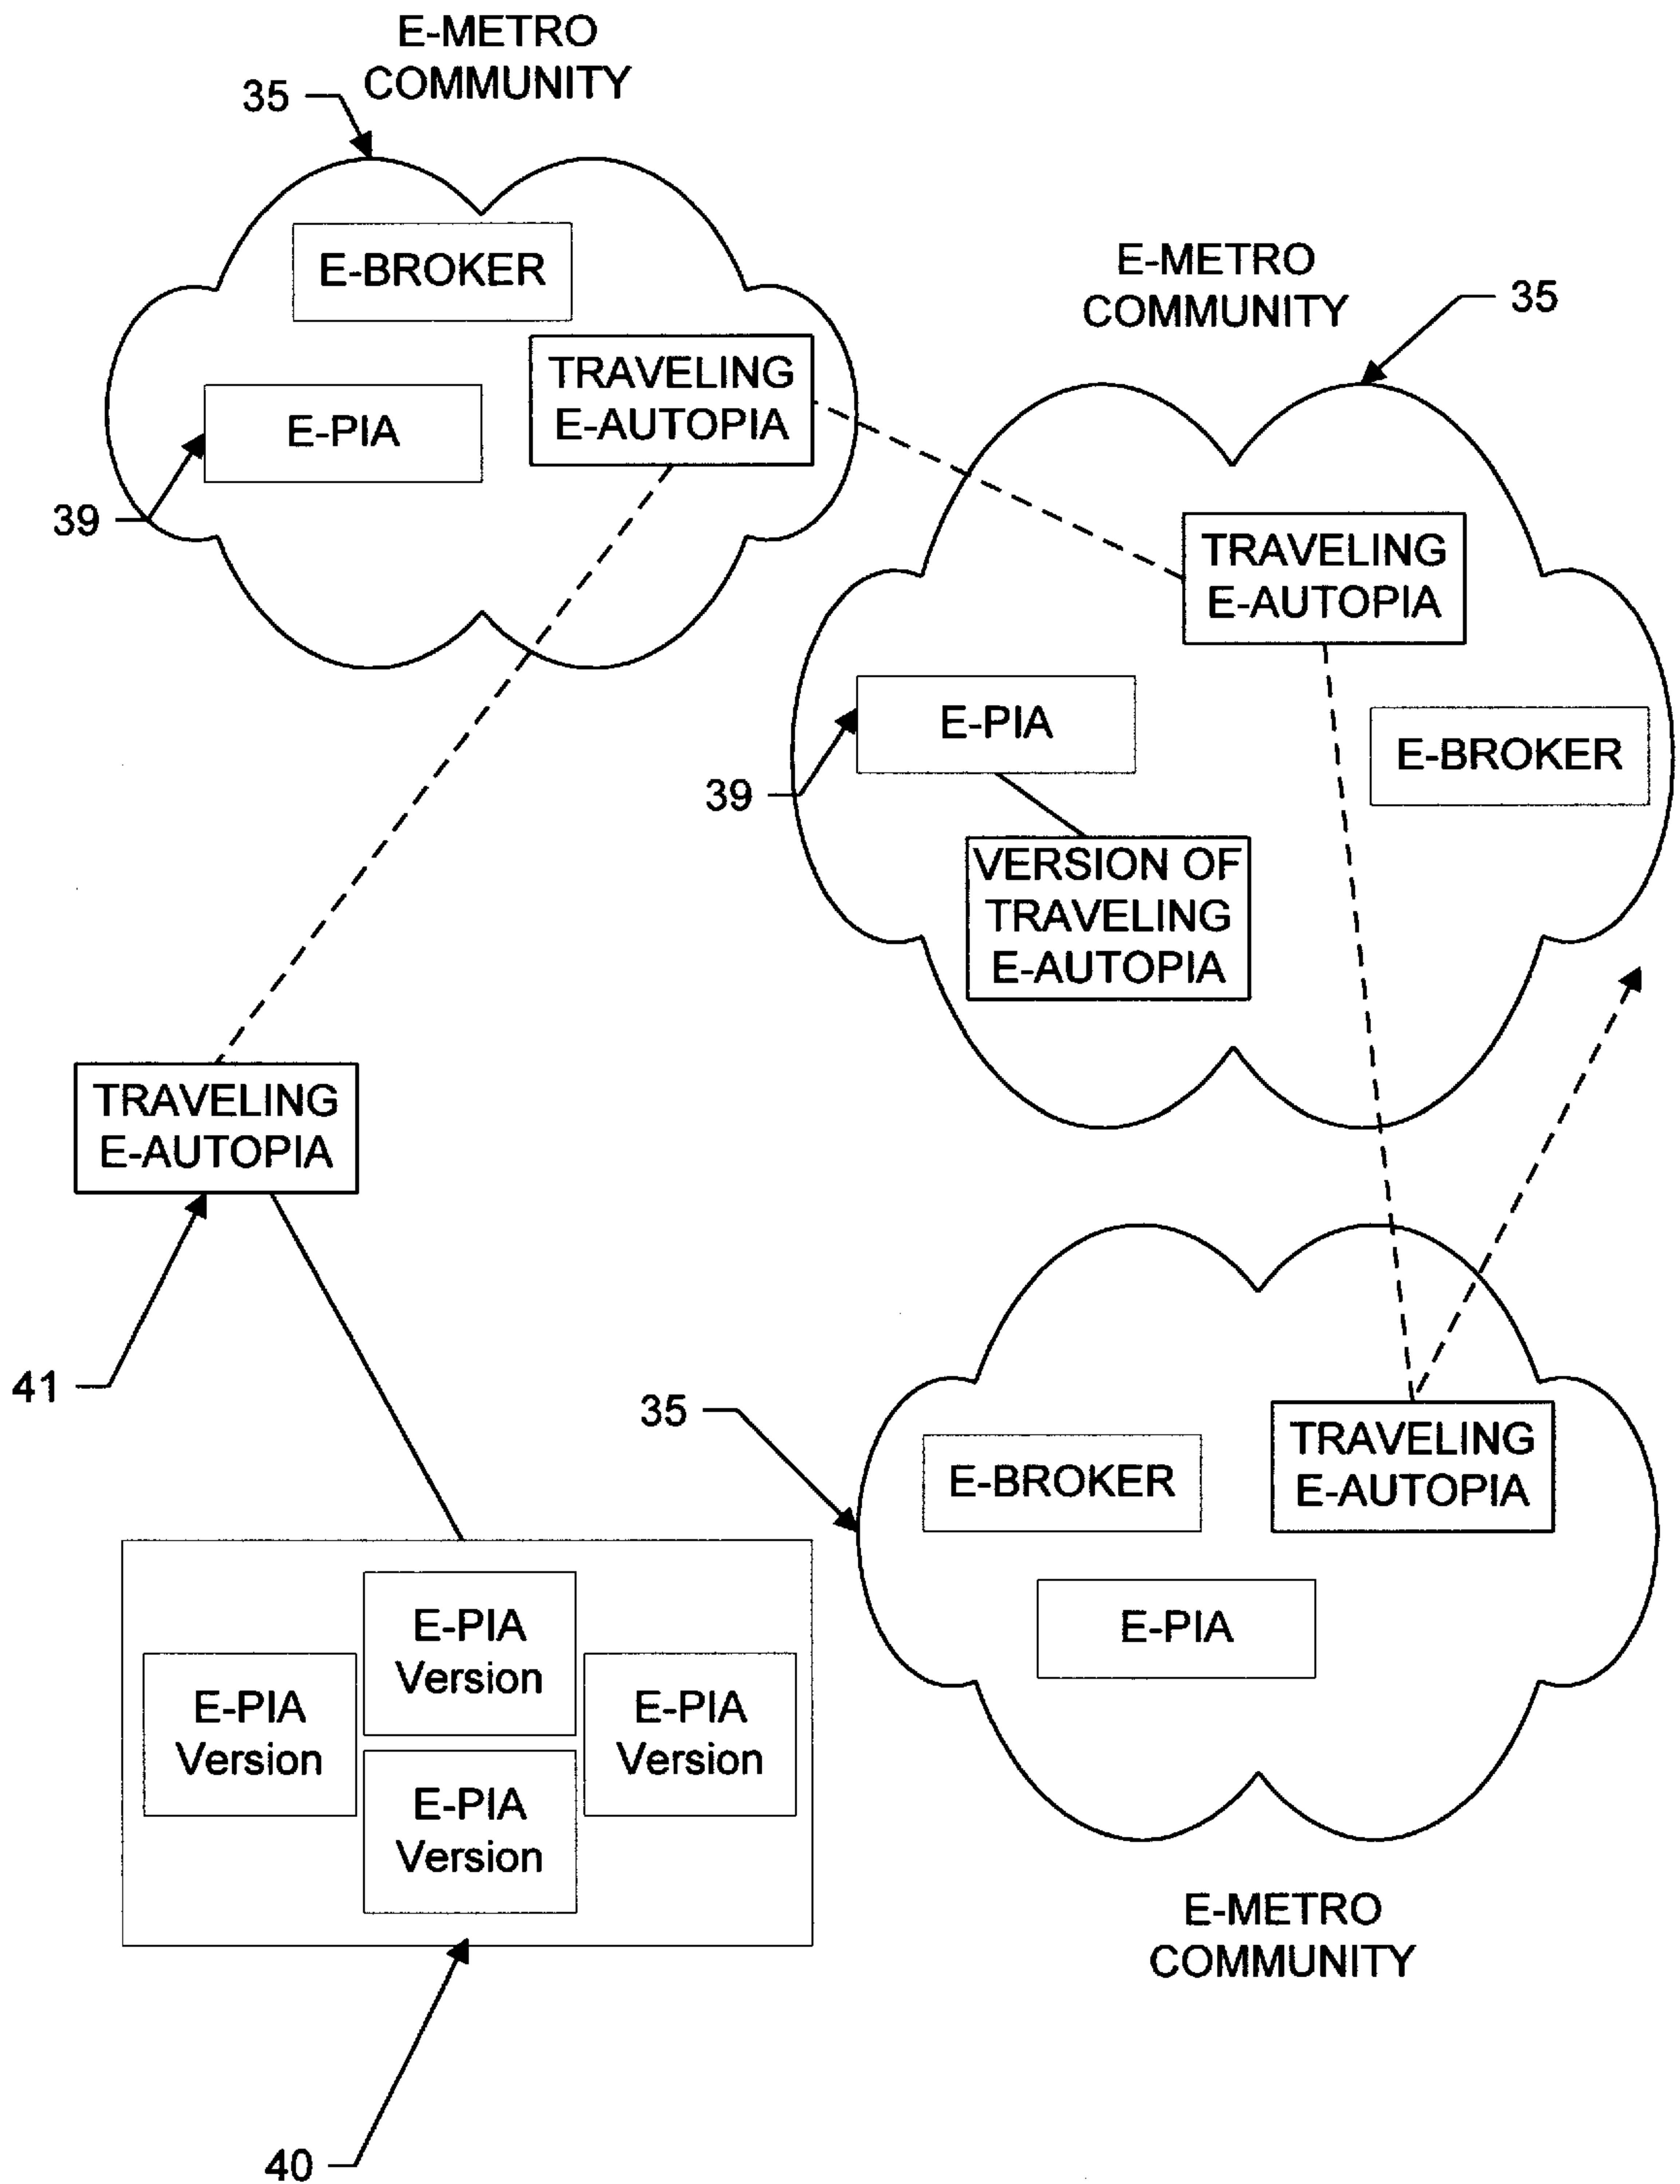 E-METRO
COMMUNITY
35
E-BROKER
TRAVELING
E-AUTOPIA
E-PIA
39
E-METRO
COMMUNITY
35
TRAVELING
E-AUTOPIA
E-PIA
E-BROKER
39
VERSION OF
TRAVELING
E-AUTOPIA
TRAVELING
E-AUTOPIA
41
35
TRAVELING
E-AUTOPIA
E-BROKER
E-PIA
E-METRO
COMMUNITY
E-PIA
Version
E-PIA
Version
E-PIA
Version
E-PIA
Version
40